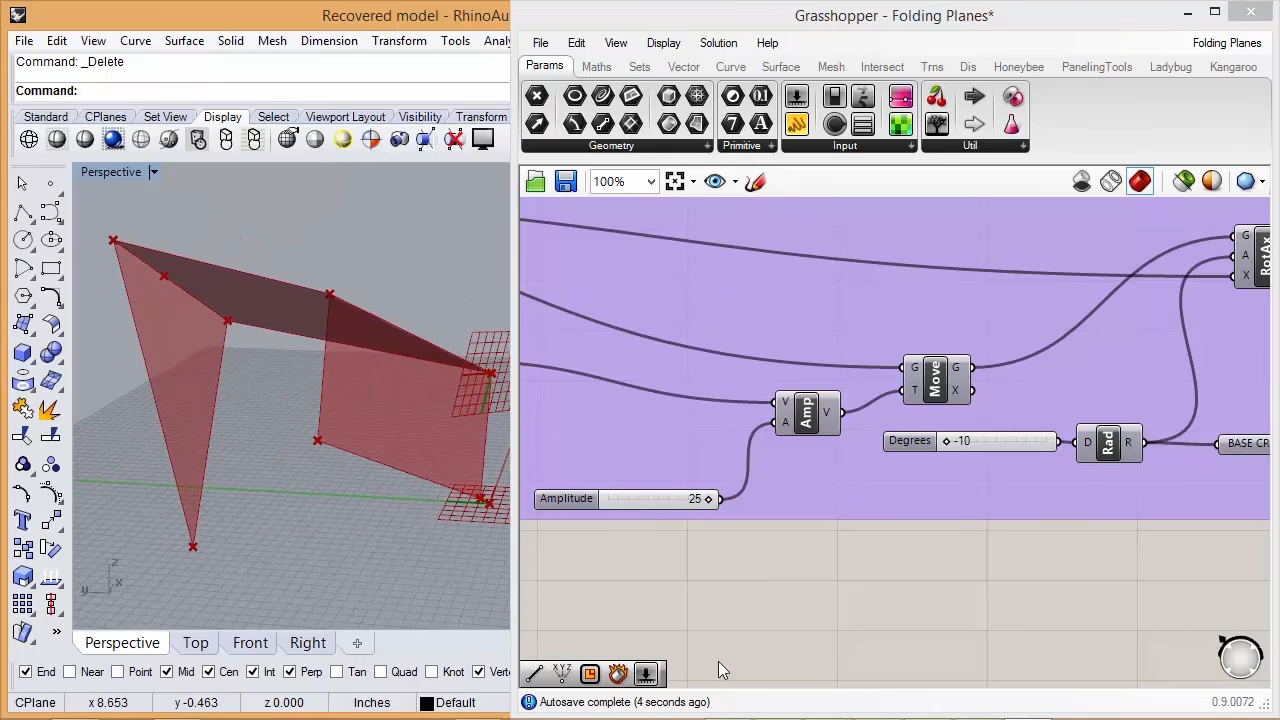 Recovered model - RhinoAu
File Edit View Curve Surface Solid Mesh Dimension Transform Tools Analy
Command: _Delete
Command:
Standard CPlanes Set View Display Select Viewport Layout Visibility Transform
Perspective
z
y
x
Perspective Top Front Right
End Near Point Mid Cen Int Perp Tan Quad Knot Verte
CPlane x 8.653 y -0.463 z 0.000 Inches Default
Grasshopper - Folding Planes*
File Edit View Display Solution Help Folding Planes
Params Maths Sets Vector Curve Surface Mesh Intersect Trns Dis Honeybee PanelingTools Ladybug Kangaroo
Geometry Primitive Input Util
100%
G
A
X
RotAx
G
T
Move
G
X
V
A
Amp
V
Degrees -10
D Rad R
BASE CR
Amplitude 25
XYZ
Autosave complete (4 seconds ago) 0.9.0072